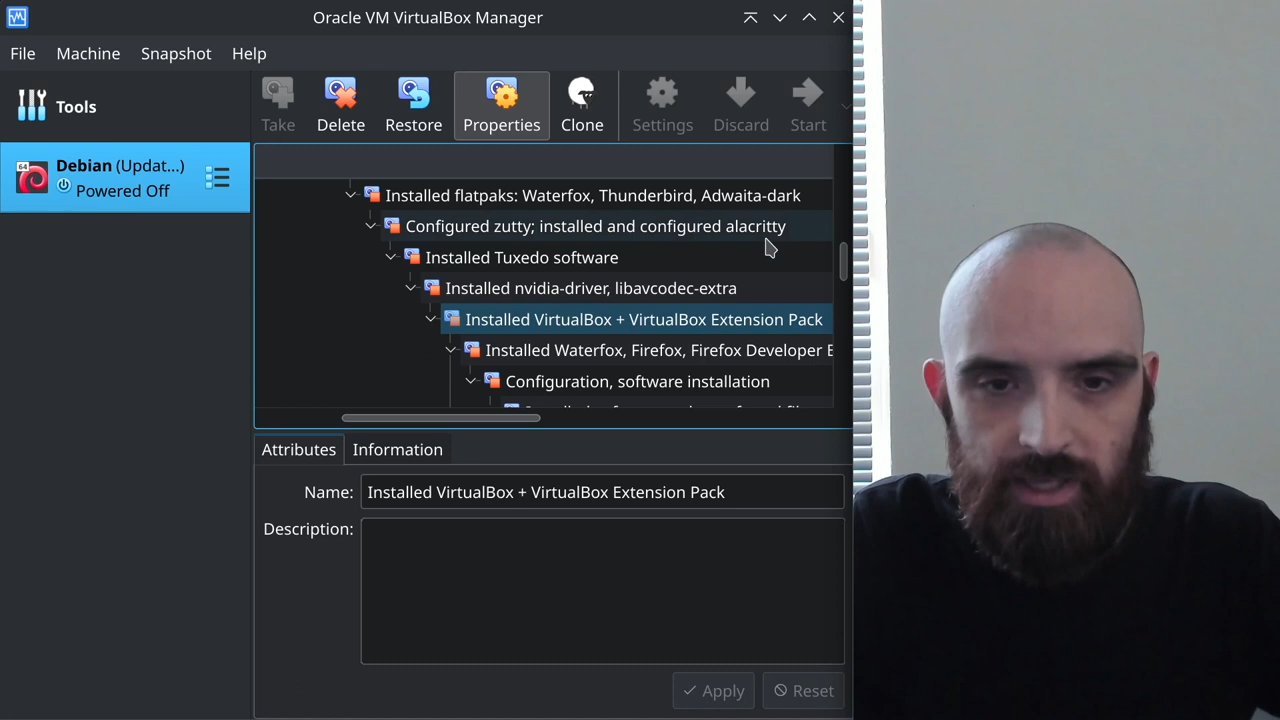 Oracle VM VirtualBox Manager
File Machine Snapshot Help
Tools
Take Delete Restore Properties Clone Settings Discard Start
64
Debian (Updat...)
Powered Off
Installed flatpaks: Waterfox, Thunderbird, Adwaita-dark
Configured zutty; installed and configured alacritty
Installed Tuxedo software
Installed nvidia-driver, libavcodec-extra
Installed VirtualBox + VirtualBox Extension Pack
Installed Waterfox, Firefox, Firefox Developer E
Configuration, software installation
Attributes Information
Name: Installed VirtualBox + VirtualBox Extension Pack
Description:
Apply Reset